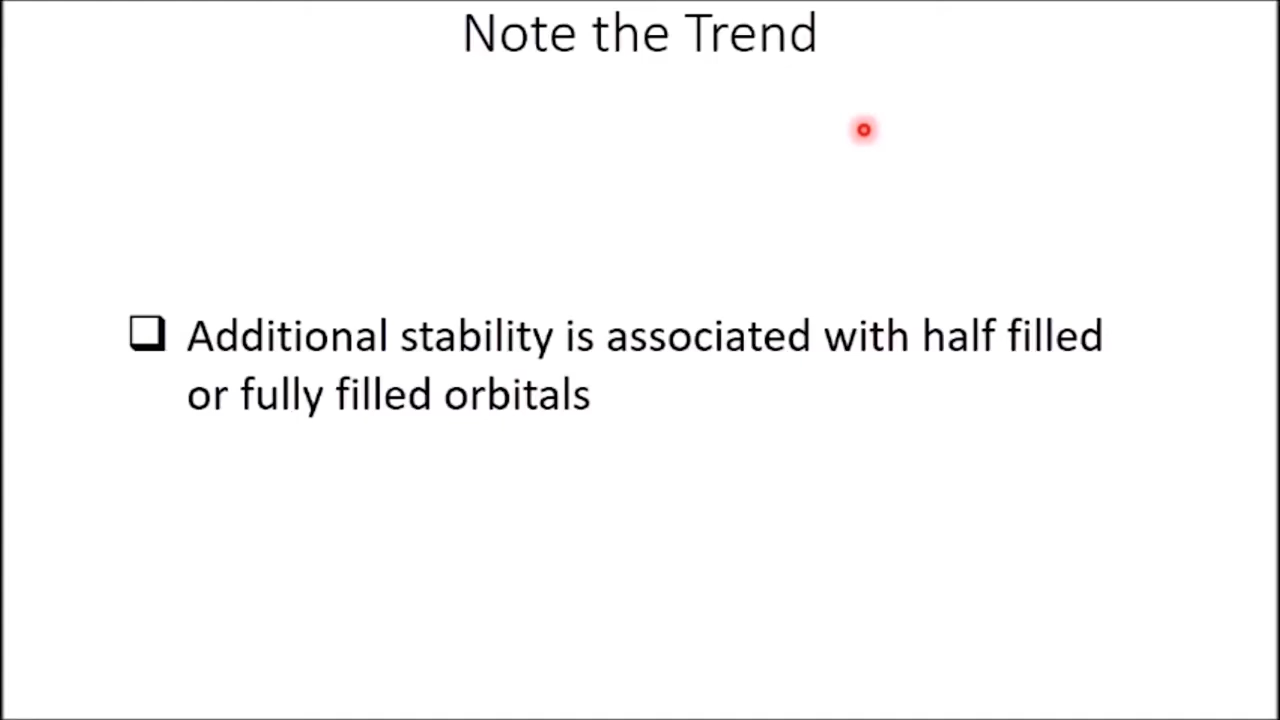 Note the Trend
Additional stability is associated with half filled
or fully filled orbitals